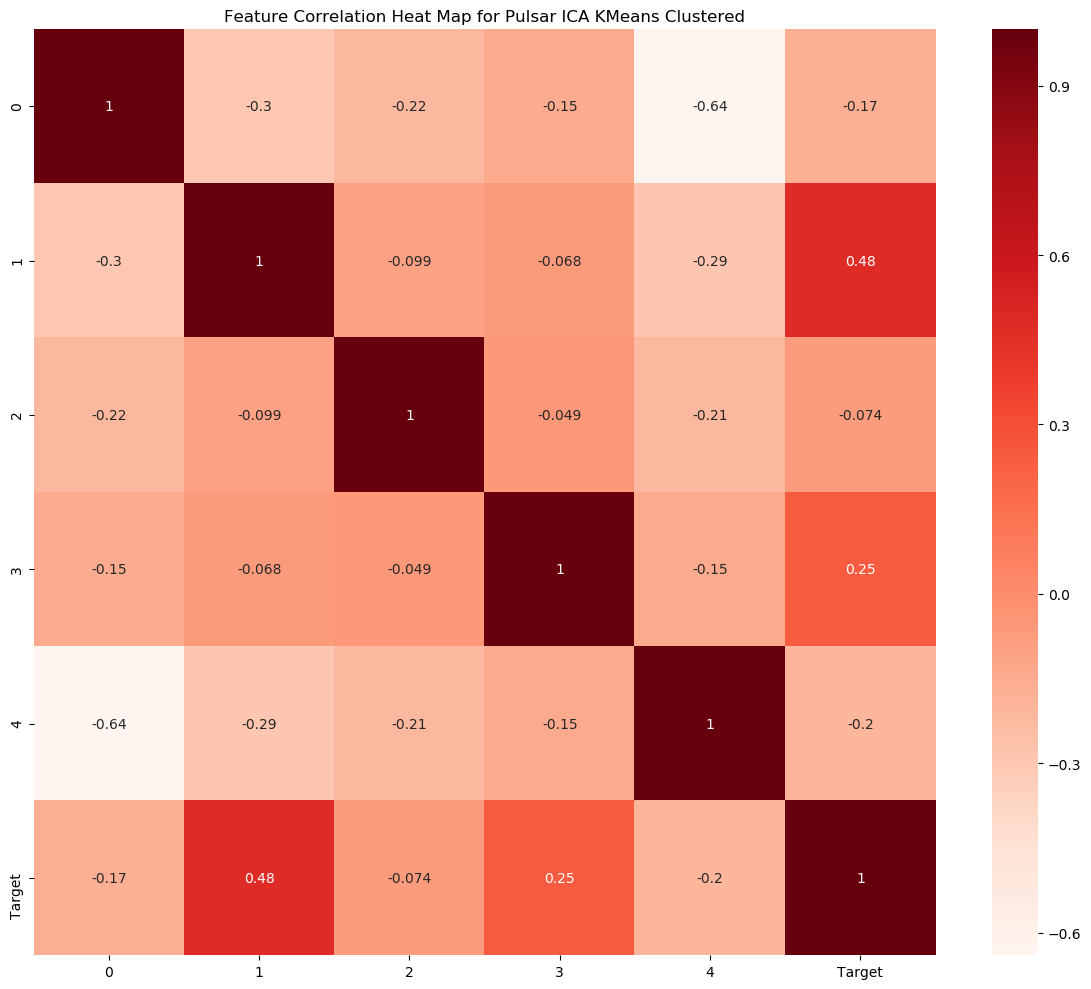 Feature Correlation Heat Map for Pulsar ICA KMeans Clustered
0 1 -0.3 -0.22 -0.15 -0.64 -0.17
1 -0.3 1 -0.099 -0.068 -0.29 0.48
2 -0.22 -0.099 1 -0.049 -0.21 -0.074
3 -0.15 -0.068 -0.049 1 -0.15 0.25
4 -0.64 -0.29 -0.21 -0.15 1 -0.2
Target -0.17 0.48 -0.074 0.25 -0.2 1
0 1 2 3 4 Target
0.9
0.6
0.3
0.0
−0.3
−0.6